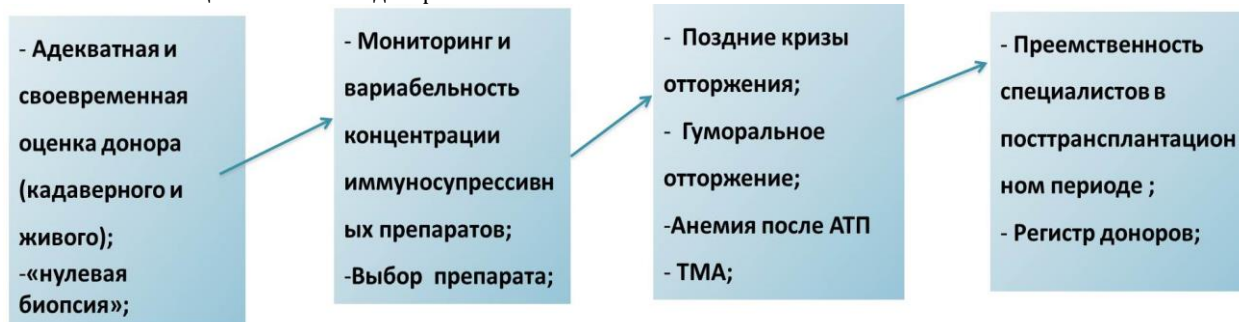 - Адекватная и
своевременная
оценка донора
(кадаверного и
живого);
-«нулевая
биопсия»;
- Мониторинг и
вариабельность
концентрации
иммуносупрессивн
ых препаратов;
-Выбор препарата;
- Поздние кризы
отторжения;
- Гуморальное
отторжение;
-Анемия после АТП
- ТМА;
- Преемственность
специалистов в
посттрансплантацион
ном периоде ;
- Регистр доноров;